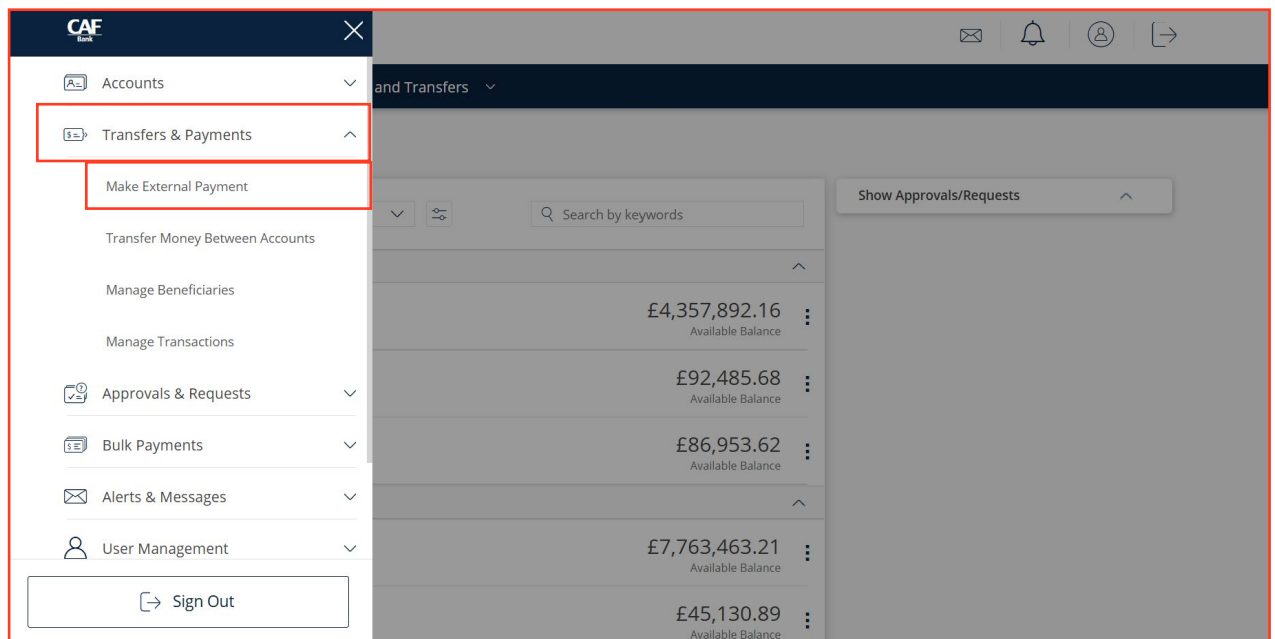 CAF
Bank
Accounts
and Transfers
Transfers & Payments
Make External Payment
Show Approvals/Requests
Search by keywords
Transfer Money Between Accounts
Manage Beneficiaries
£4,357,892.16
Available Balance
Manage Transactions
£92,485.68
Available Balance
Approvals & Requests
Bulk Payments
£86,953.62
Available Balance
Alerts & Messages
User Management
£7,763,463.21
Available Balance
Sign Out
£45,130.89
Available Balance